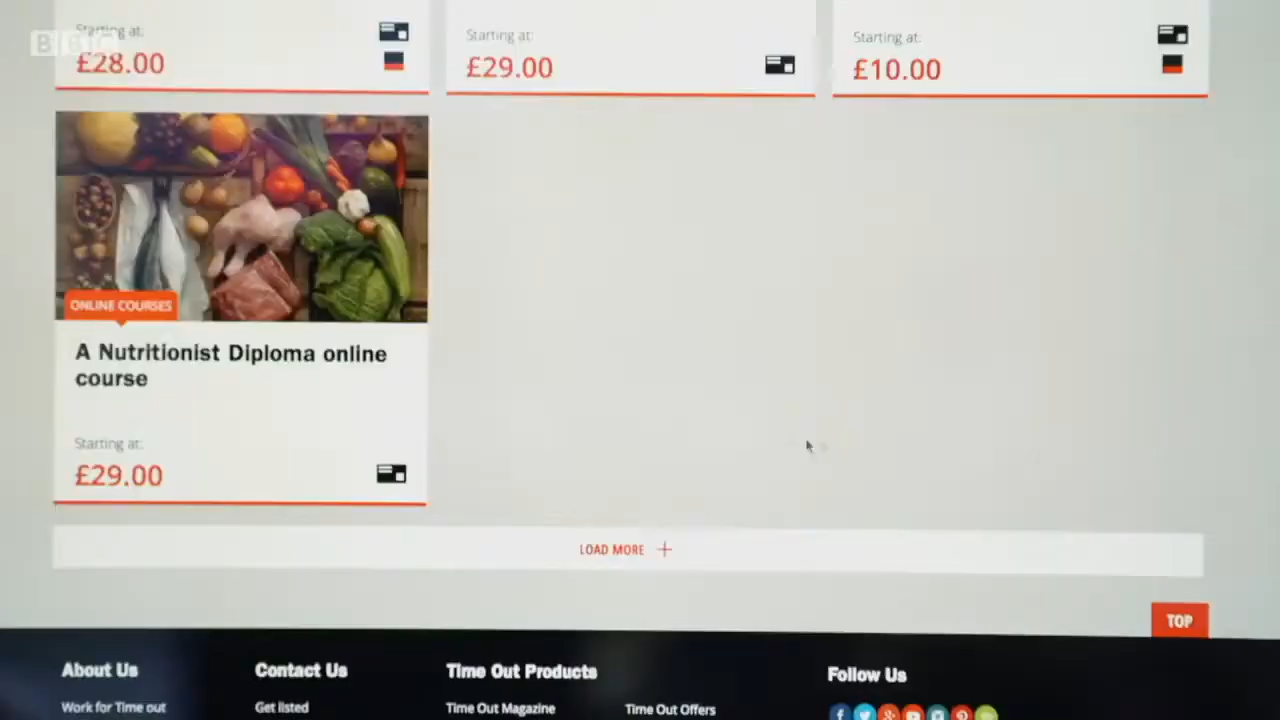 BBC
Starting at:
£28.00
Starting at:
£29.00
Starting at:
£10.00
ONLINE COURSES
A Nutritionist Diploma online
course
Starting at:
£29.00
LOAD MORE +
TOP
About Us
Work for Time out
Contact Us
Get listed
Time Out Products
Time Out Magazine
Time Out Offers
Follow Us